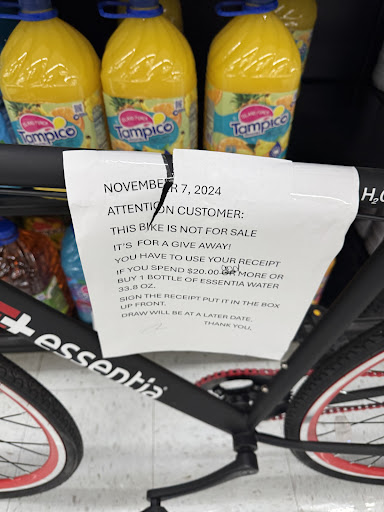 Tampico
Tampico
Tampico
H₂O
NOVEMBER 7, 2024
ATTENTION CUSTOMER:
THIS BIKE IS NOT FOR SALE
IT'S FOR A GIVE AWAY!
YOU HAVE TO USE YOUR RECEIPT
IF YOU SPEND $20.00 OR MORE OR
BUY 1 BOTTLE OF ESSENTIA WATER
33.8 OZ.
SIGN THE RECEIPT PUT IT IN THE BOX
UP FRONT.
DRAW WILL BE AT A LATER DATE.
THANK YOU,
essentia